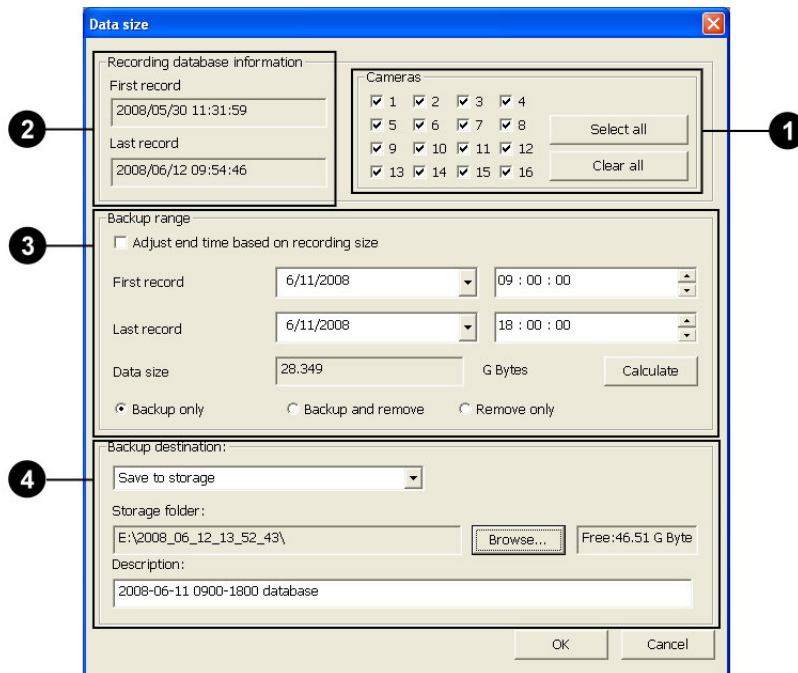 Data size
Recording database information
First record
2008/05/30 11:31:59
Last record
2008/06/12 09:54:46
2
Cameras
1 2 3 4
5 6 7 8
9 10 11 12
13 14 15 16
Select all
Clear all
1
3
Backup range
Adjust end time based on recording size
First record 6/11/2008 09 : 00 : 00
Last record 6/11/2008 18 : 00 : 00
Data size 28.349 G Bytes Calculate
Backup only Backup and remove Remove only
4
Backup destination:
Save to storage
Storage folder:
E:\2008_06_12_13_52_43\ Browse... Free:46.51 G Byte
Description:
2008-06-11 0900-1800 database
OK Cancel